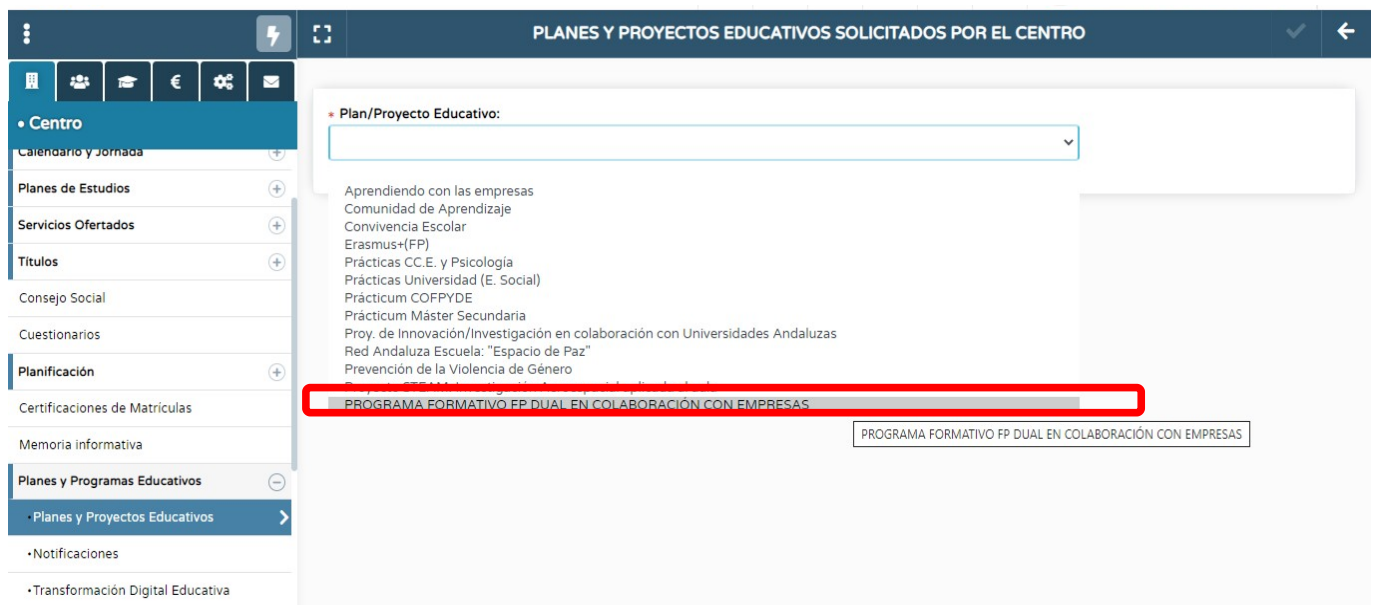 PLANES Y PROYECTOS EDUCATIVOS SOLICITADOS POR EL CENTRO
€
• Centro
Calendario y Jornada
Planes de Estudios
Servicios Ofertados
Títulos
Consejo Social
Cuestionarios
Planificación
Certificaciones de Matrículas
Memoria informativa
Planes y Programas Educativos
•Planes y Proyectos Educativos
•Notificaciones
•Transformación Digital Educativa
* Plan/Proyecto Educativo:
Aprendiendo con las empresas
Comunidad de Aprendizaje
Convivencia Escolar
Erasmus+(FP)
Prácticas CC.E. y Psicología
Prácticas Universidad (E. Social)
Prácticum COFPYDE
Prácticum Máster Secundaria
Proy. de Innovación/Investigación en colaboración con Universidades Andaluzas
Red Andaluza Escuela: "Espacio de Paz"
Prevención de la Violencia de Género
PROGRAMA FORMATIVO FP DUAL EN COLABORACIÓN CON EMPRESAS
PROGRAMA FORMATIVO FP DUAL EN COLABORACIÓN CON EMPRESAS